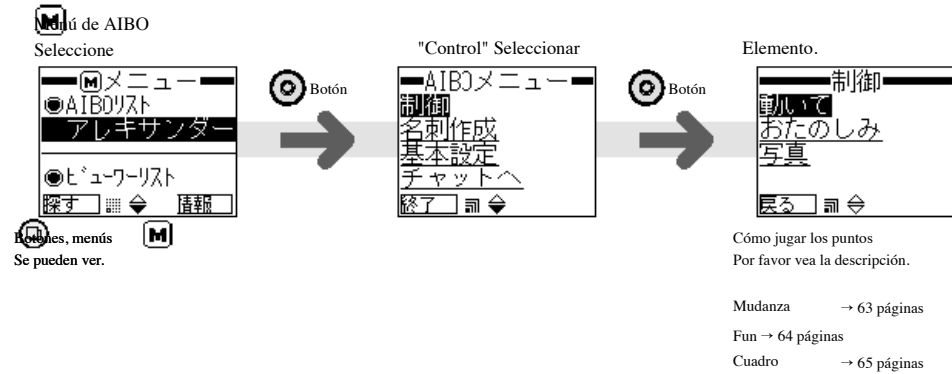 Menú de AIBO
Seleccione
Mメニュー
AIBOリスト
アレキサンダー
ビューワーリスト
探す
情報
Botones, menús M
Se pueden ver.
Botón
"Control" Seleccionar
AIBOメニュー
制御
名刺作成
基本設定
チャットへ
終了
Botón
Elemento.
制御
動いて
おたのしみ
写真
戻る
Cómo jugar los puntos
Por favor vea la descripción.
Mudanza → 63 páginas
Fun → 64 páginas
Cuadro → 65 páginas